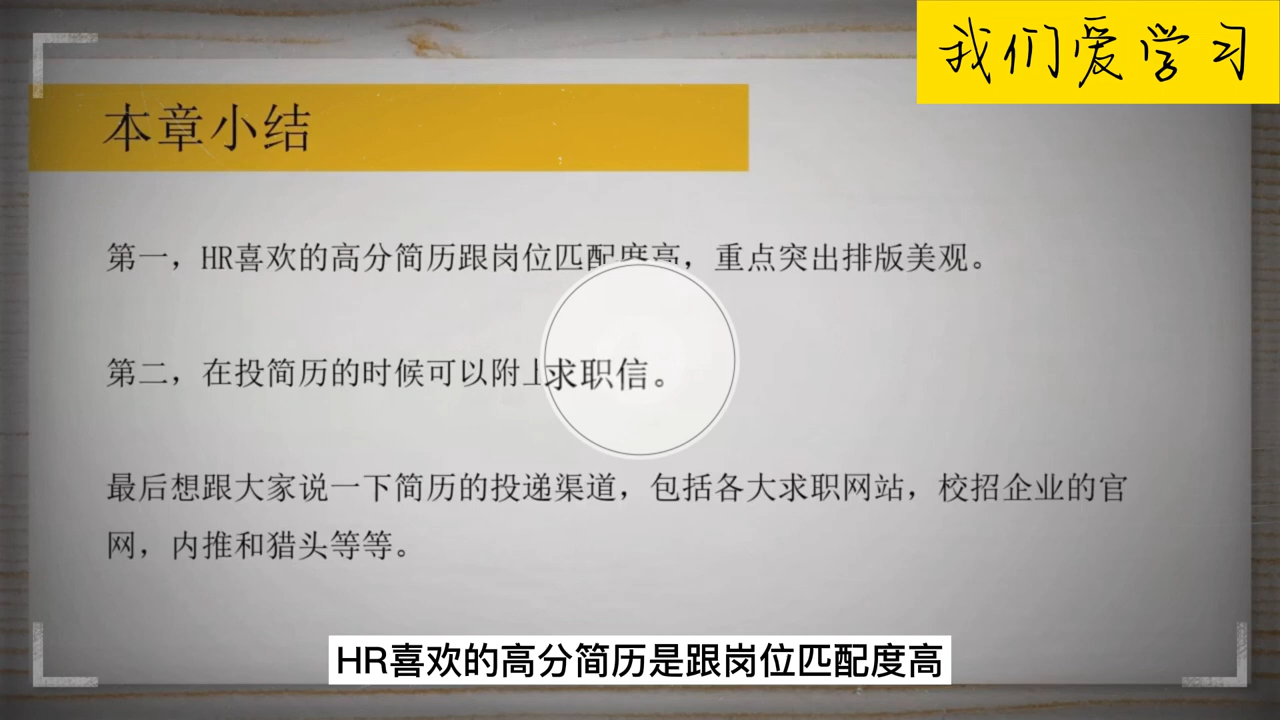 我们爱学习
本章小结
第一，HR喜欢的高分简历跟岗位匹配度高，重点突出排版美观。
第二，在投简历的时候可以附上求职信。
最后想跟大家说一下简历的投递渠道，包括各大求职网站，校招企业的官
网，内推和猎头等等。
HR喜欢的高分简历是跟岗位匹配度高